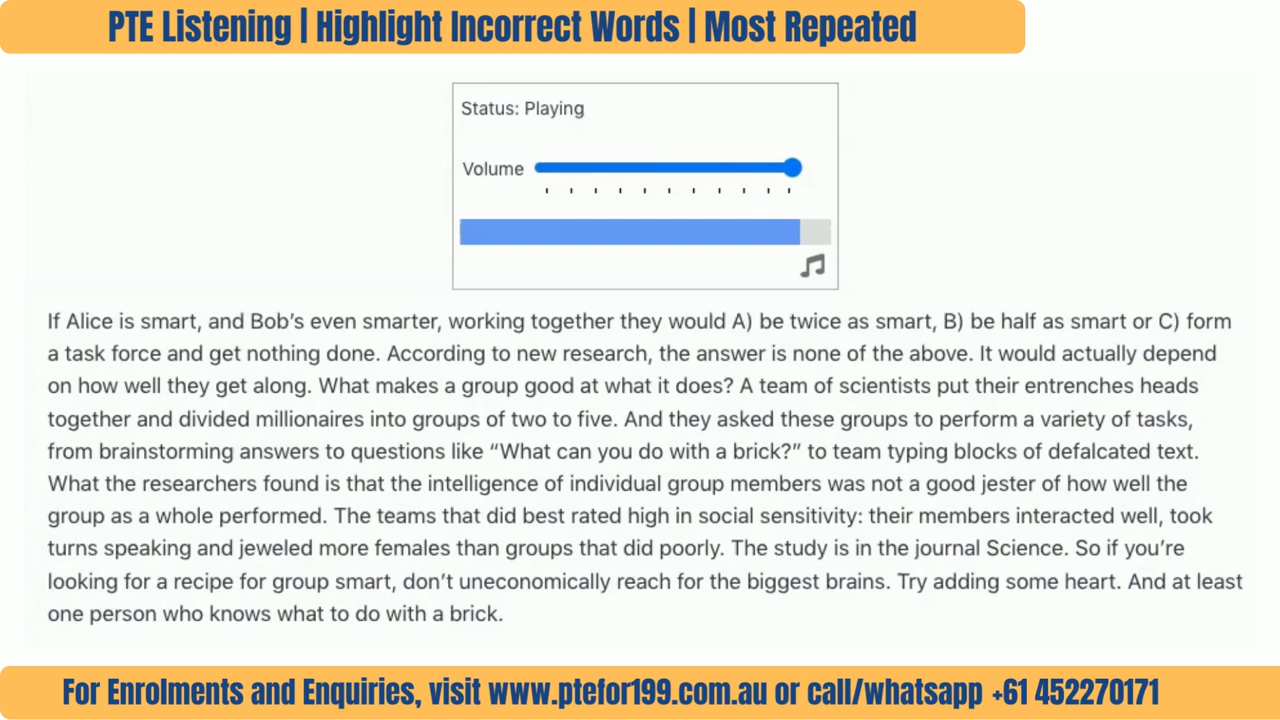 PTE Listening | Highlight Incorrect Words | Most Repeated
Status: Playing
Volume
If Alice is smart, and Bob’s even smarter, working together they would A) be twice as smart, B) be half as smart or C) form
a task force and get nothing done. According to new research, the answer is none of the above. It would actually depend
on how well they get along. What makes a group good at what it does? A team of scientists put their entrenches heads
together and divided millionaires into groups of two to five. And they asked these groups to perform a variety of tasks,
from brainstorming answers to questions like “What can you do with a brick?” to team typing blocks of defalcated text.
What the researchers found is that the intelligence of individual group members was not a good jester of how well the
group as a whole performed. The teams that did best rated high in social sensitivity: their members interacted well, took
turns speaking and jeweled more females than groups that did poorly. The study is in the journal Science. So if you’re
looking for a recipe for group smart, don’t uneconomically reach for the biggest brains. Try adding some heart. And at least
one person who knows what to do with a brick.
For Enrolments and Enquiries, visit www.ptefor199.com.au or call/whatsapp +61 452270171